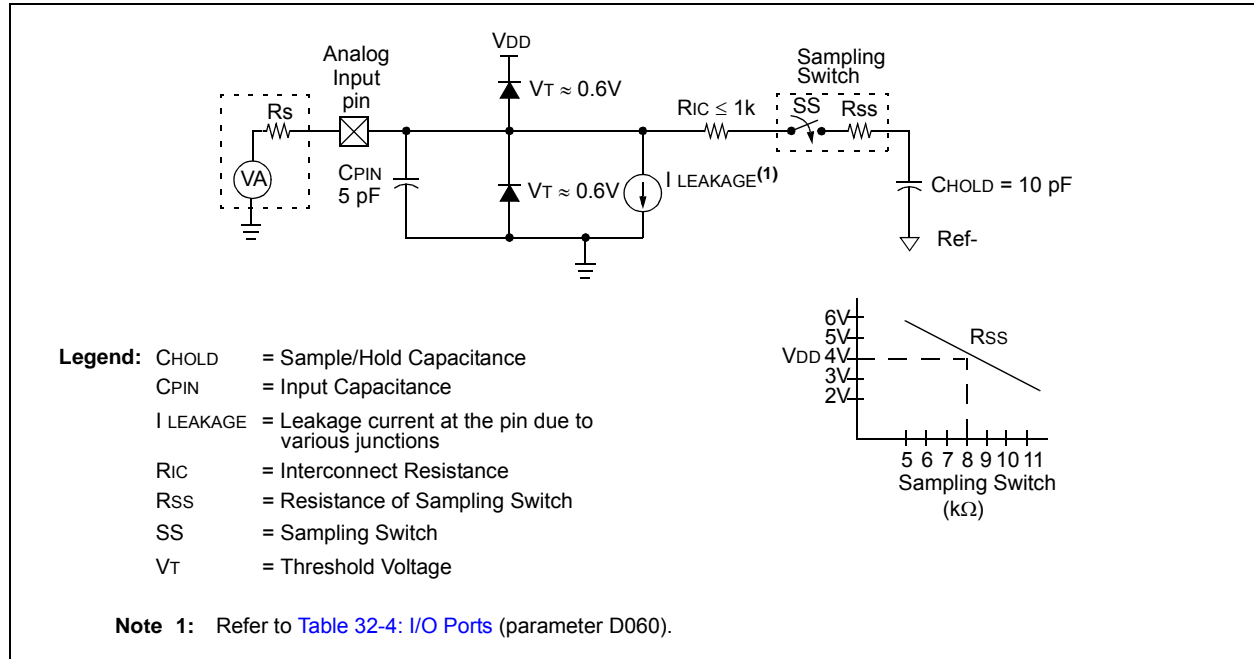 VDD
Analog
Input
pin
Sampling
Switch
VT ≈ 0.6V
Rs
RIC ≤ 1k
SS
Rss
VA
CPIN
5 pF
VT ≈ 0.6V
I LEAKAGE(1)
CHOLD = 10 pF
Ref-
6V
5V
VDD 4V
3V
2V
RSS
5 6 7 8 9 10 11
Sampling Switch
(kΩ)
Legend: CHOLD = Sample/Hold Capacitance
CPIN = Input Capacitance
I LEAKAGE = Leakage current at the pin due to
various junctions
RIC = Interconnect Resistance
RSS = Resistance of Sampling Switch
SS = Sampling Switch
VT = Threshold Voltage
Note 1: Refer to Table 32-4: I/O Ports (parameter D060).